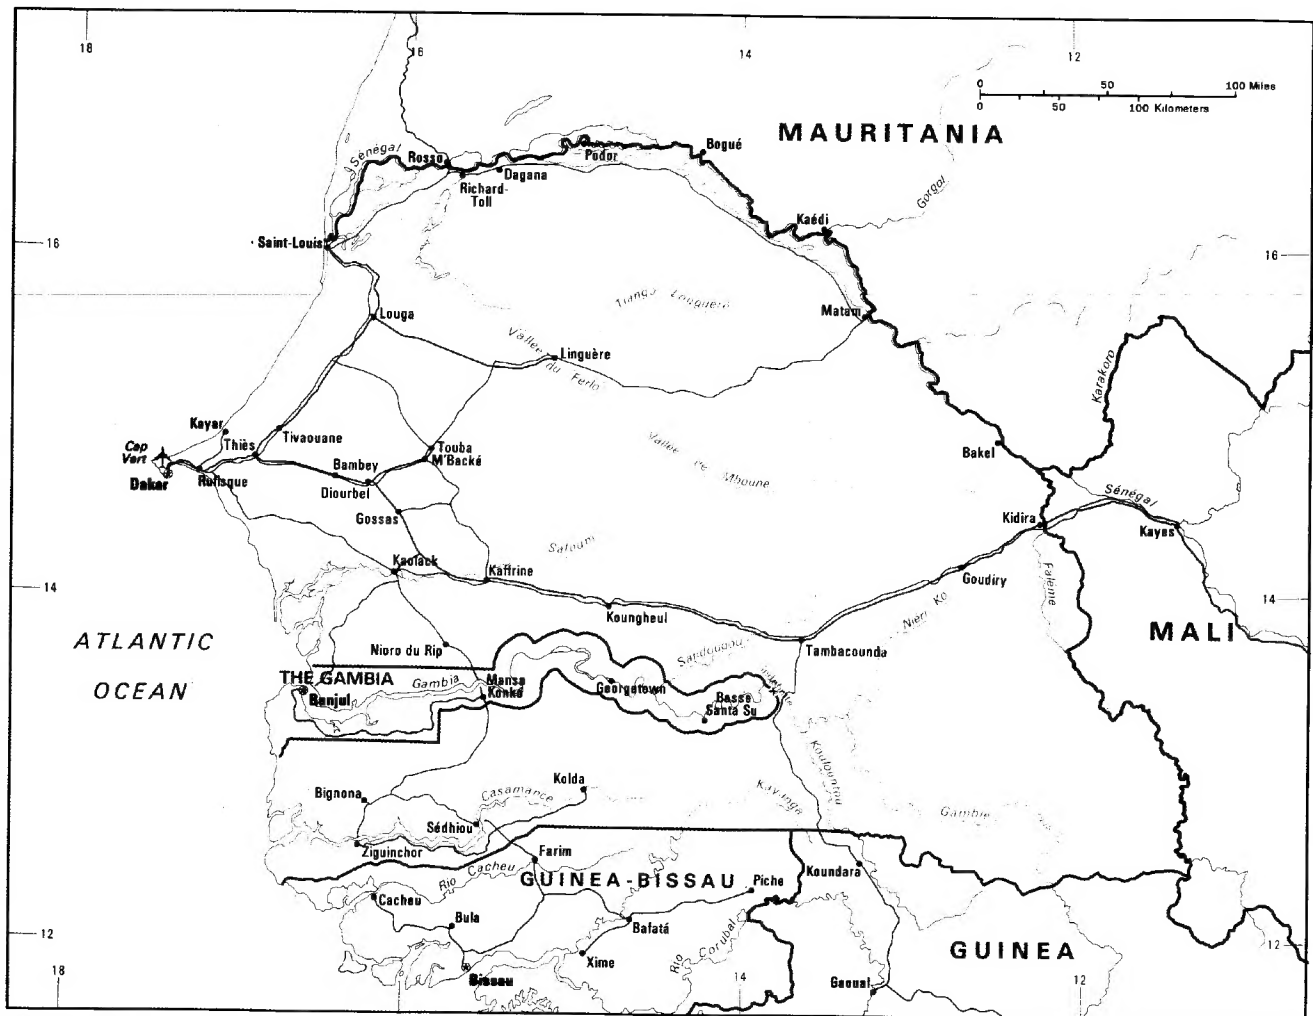 18
16
14
12
0 50 100 Miles
0 50 100 Kilometers
MAURITANIA
Sénégal
Rosso
Podor
Bogué
Dagana
Richard-
Toll
Gorgol
Kaédi
16
Saint-Louis
16
Louga
Matam
Vallée du Ferlo
Linguère
Karakoro
Kayar
Tivaouane
Thiès
Cap
Vert
Touba
M'Backé
Bakel
Bambey
Dakar
Rufisque
Diourbel
Vallée de Mboune
Gossas
Sénégal
Kidira
Kayes
Saloum
Kaolack
Kaffrine
Goudiry
Falémé
14
14
Koungheul
Niéri Ko
MALI
ATLANTIC
OCEAN
Nioro du Rip
Sandougou
Tambacounda
THE GAMBIA
Gambia
Mansa
Konko
Georgetown
Basse
Santa Su
Banjul
Koulountou
Kolda
Bignona
Casamance
Kayanga
Gambie
Sédhiou
Ziguinchor
Farim
Rio Cacheu
GUINEA-BISSAU
Piche
Koundara
Cacheu
Bula
Bafatá
Rio Corubal
GUINEA
12
12
Xime
Bissau
Gaoual
18
14
12